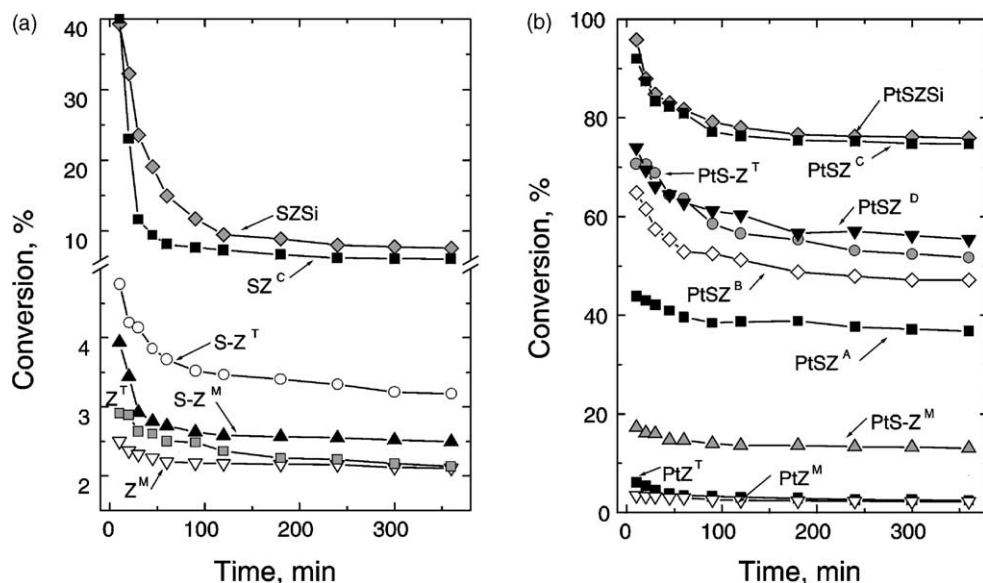 (a)
40
30
20
10
4
3
2
Conversion, %
SZSi
SZ C
S-Z T
S-Z M
Z T
Z M
0 100 200 300
Time, min
(b)
100
80
60
40
20
0
Conversion, %
PtSZSi
PtSZ C
PtS-Z T
PtSZ D
PtSZ B
PtSZ A
PtS-Z M
PtZ T
PtZ M
0 100 200 300
Time, min